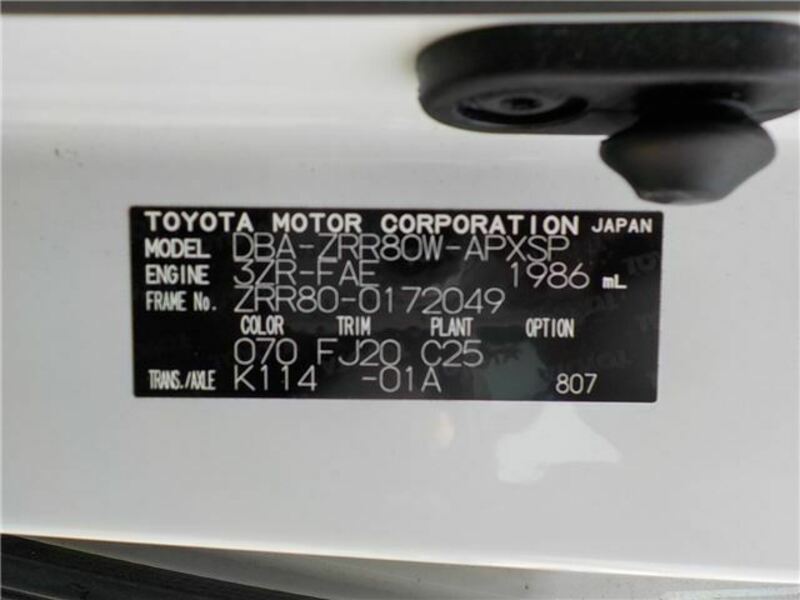 TOYOTA MOTOR CORPORATION JAPAN
MODEL DBA-ZRR80W-APXSP
ENGINE 3ZR-FAE 1986 mL
FRAME No. ZRR80-0172049
COLOR TRIM PLANT OPTION
070 FJ20 C25
TRANS./AXLE K114 -01A 807